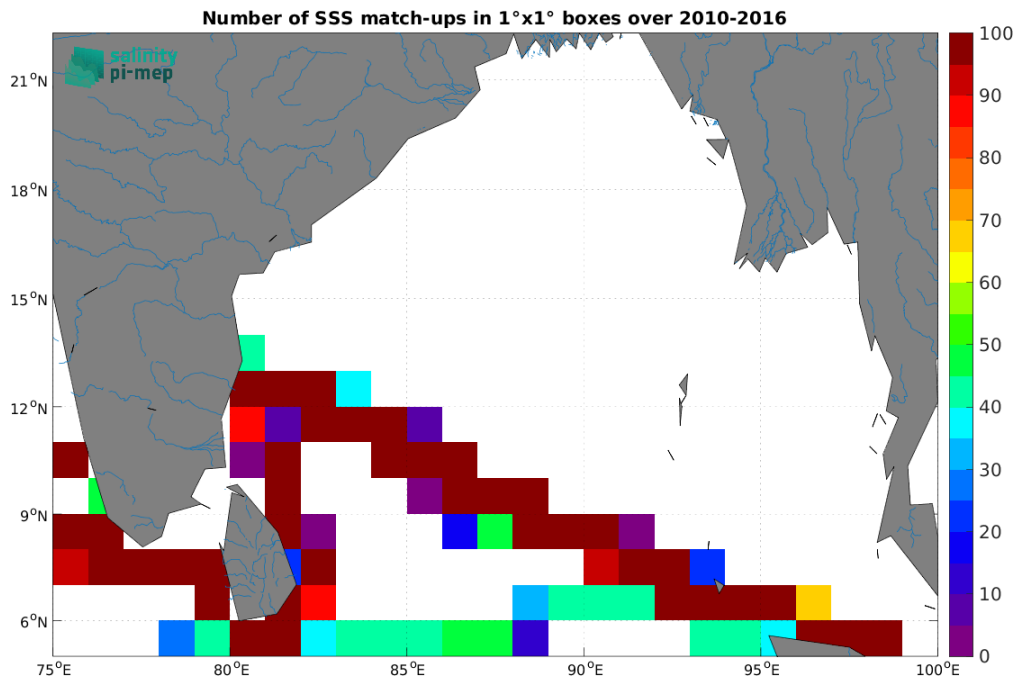 Number of SSS match-ups in 1°x1° boxes over 2010-2016
salinity
pi-mep
21°N
18°N
15°N
12°N
9°N
6°N
75°E 80°E 85°E 90°E 95°E 100°E
100
90
80
70
60
50
40
30
20
10
0